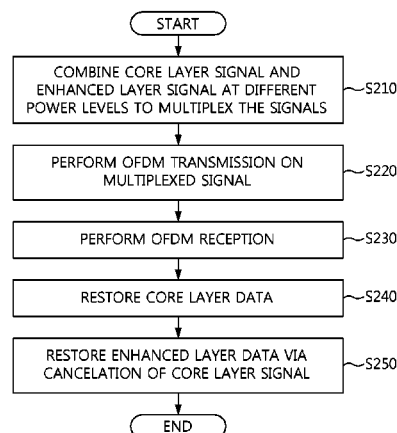 START
COMBINE CORE LAYER SIGNAL AND
ENHANCED LAYER SIGNAL AT DIFFERENT
POWER LEVELS TO MULTIPLEX THE SIGNALS
S210
PERFORM OFDM TRANSMISSION ON
MULTIPLEXED SIGNAL
S220
PERFORM OFDM RECEPTION
S230
RESTORE CORE LAYER DATA
S240
RESTORE ENHANCED LAYER DATA VIA
CANCELATION OF CORE LAYER SIGNAL
S250
END